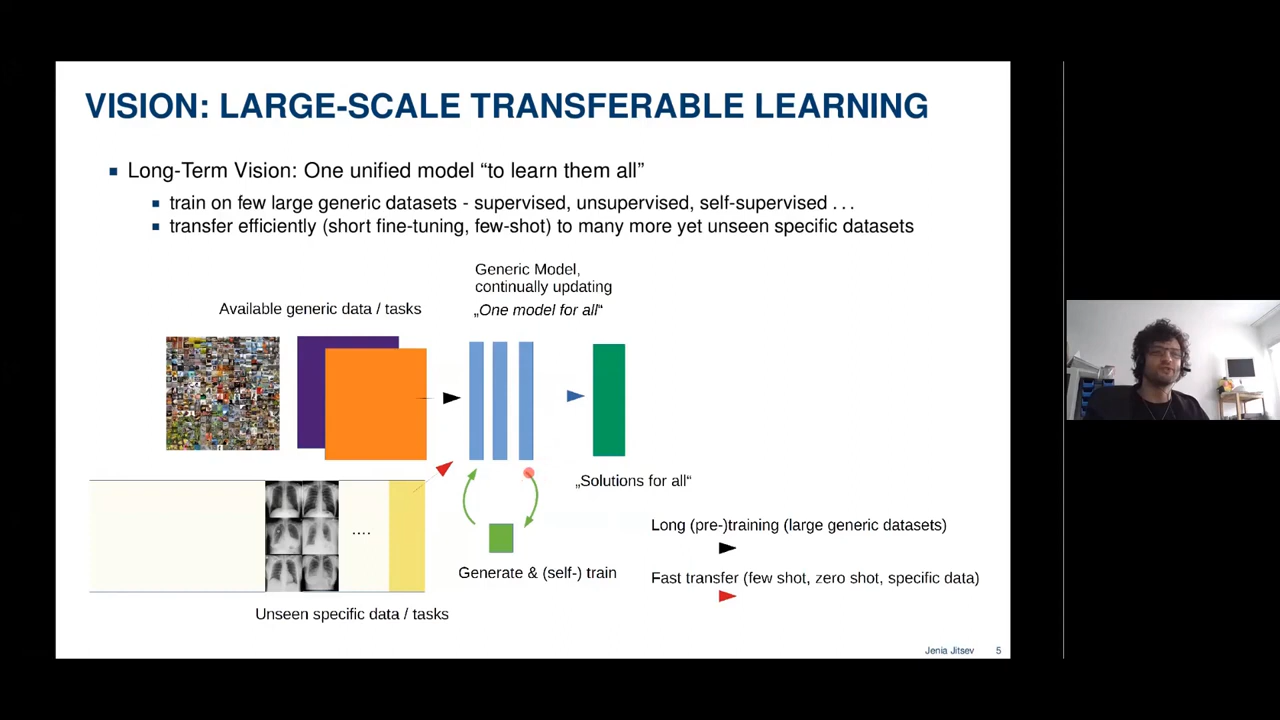 VISION: LARGE-SCALE TRANSFERABLE LEARNING
Long-Term Vision: One unified model “to learn them all”
train on few large generic datasets - supervised, unsupervised, self-supervised . . .
transfer efficiently (short fine-tuning, few-shot) to many more yet unseen specific datasets
Generic Model,
continually updating
„One model for all“
Available generic data / tasks
„Solutions for all“
....
Long (pre-)training (large generic datasets)
Generate & (self-) train
Fast transfer (few shot, zero shot, specific data)
Unseen specific data / tasks
Jenia Jitsev 5